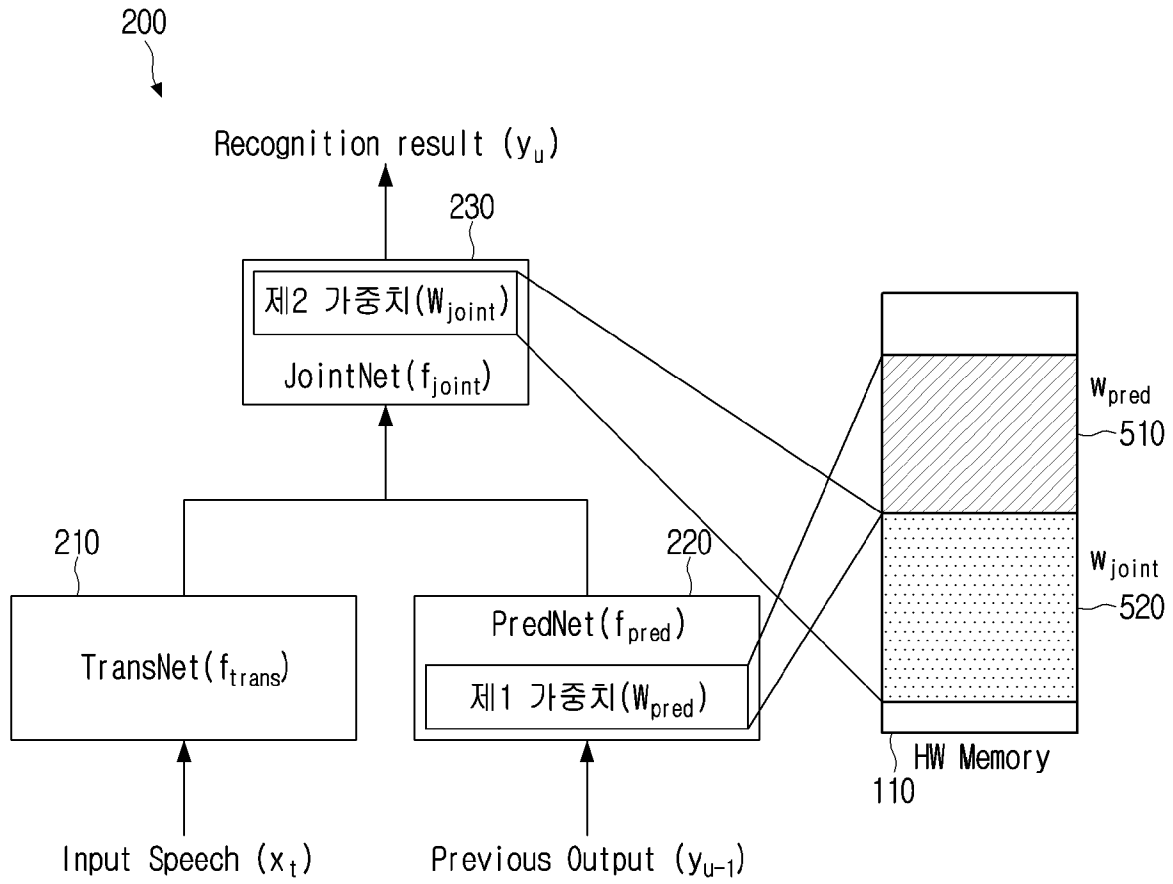 200
Recognition result (yu)
230
제2 가중치(Wjoint)
JointNet(fjoint)
Wpred
510
210
220
Wjoint
520
PredNet(fpred)
TransNet(ftrans)
제1 가중치(Wpred)
HW Memory
110
Input Speech (xt)
Previous Output (yu-1)